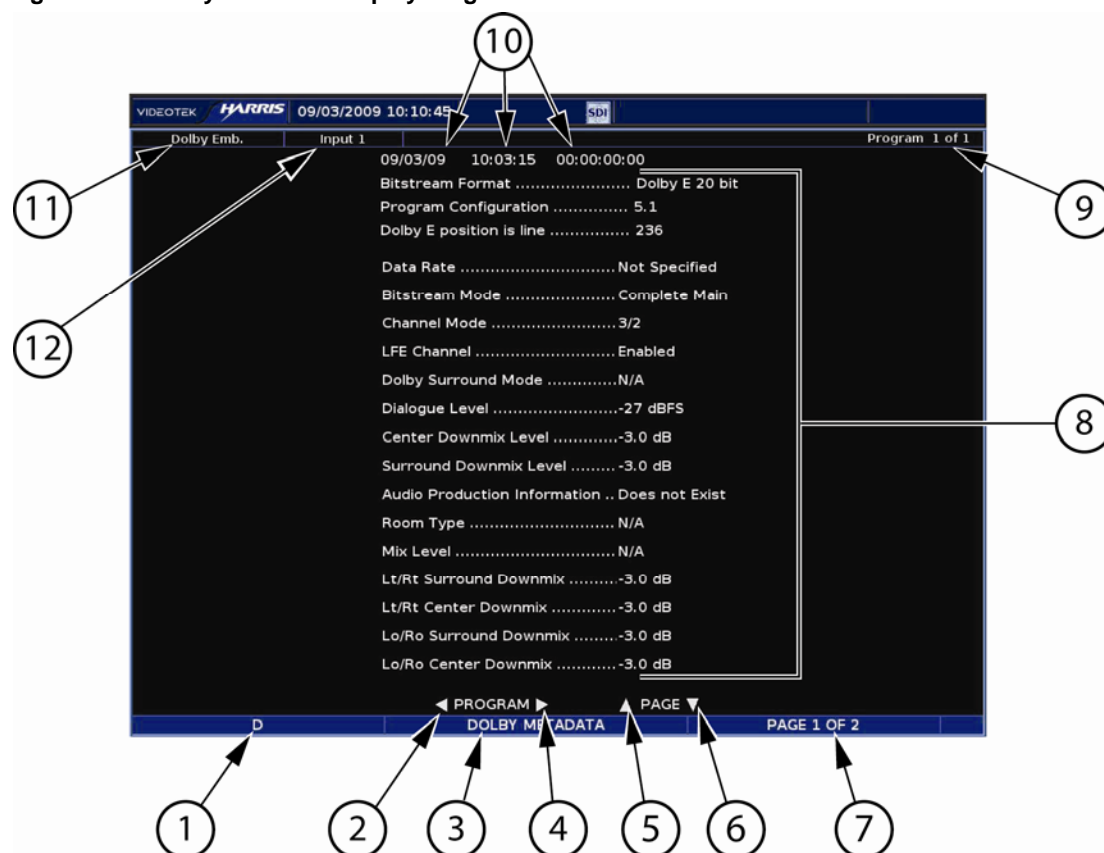 10
VIDEOTEK HARRIS 09/03/2009 10:10:45 SDI
Dolby Emb. Input 1 Program 1 of 1
09/03/09 10:03:15 00:00:00:00
Bitstream Format ...................... Dolby E 20 bit
Program Configuration ............... 5.1
Dolby E position is line ................ 236
11
9
Data Rate ...........................Not Specified
Bitstream Mode ......................Complete Main
Channel Mode .........................3/2
12
LFE Channel ...........................Enabled
Dolby Surround Mode ..............N/A
Dialogue Level ........................-27 dBFS
8
Center Downmix Level .............-3.0 dB
Surround Downmix Level .........-3.0 dB
Audio Production Information ..Does not Exist
Room Type ............................N/A
Mix Level ...............................N/A
Lt/Rt Surround Downmix ..........-3.0 dB
Lt/Rt Center Downmix .............-3.0 dB
Lo/Ro Surround Downmix .........-3.0 dB
Lo/Ro Center Downmix ............-3.0 dB
◀ PROGRAM ▶ ▲ PAGE ▼
D DOLBY METADATA PAGE 1 OF 2
1 2 3 4 5 6 7